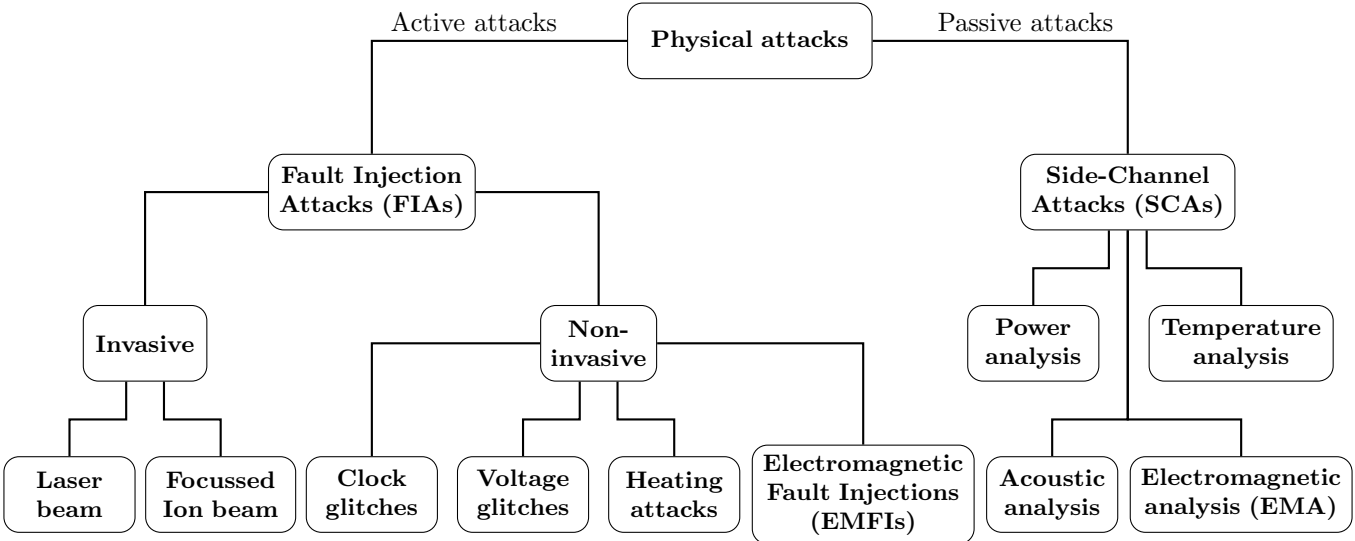 Active attacks
Physical attacks
Passive attacks
Fault Injection
Attacks (FIAs)
Side-Channel
Attacks (SCAs)
Invasive
Non-
invasive
Power
analysis
Temperature
analysis
Laser
beam
Focussed
Ion beam
Clock
glitches
Voltage
glitches
Heating
attacks
Electromagnetic
Fault Injections
(EMFIs)
Acoustic
analysis
Electromagnetic
analysis (EMA)